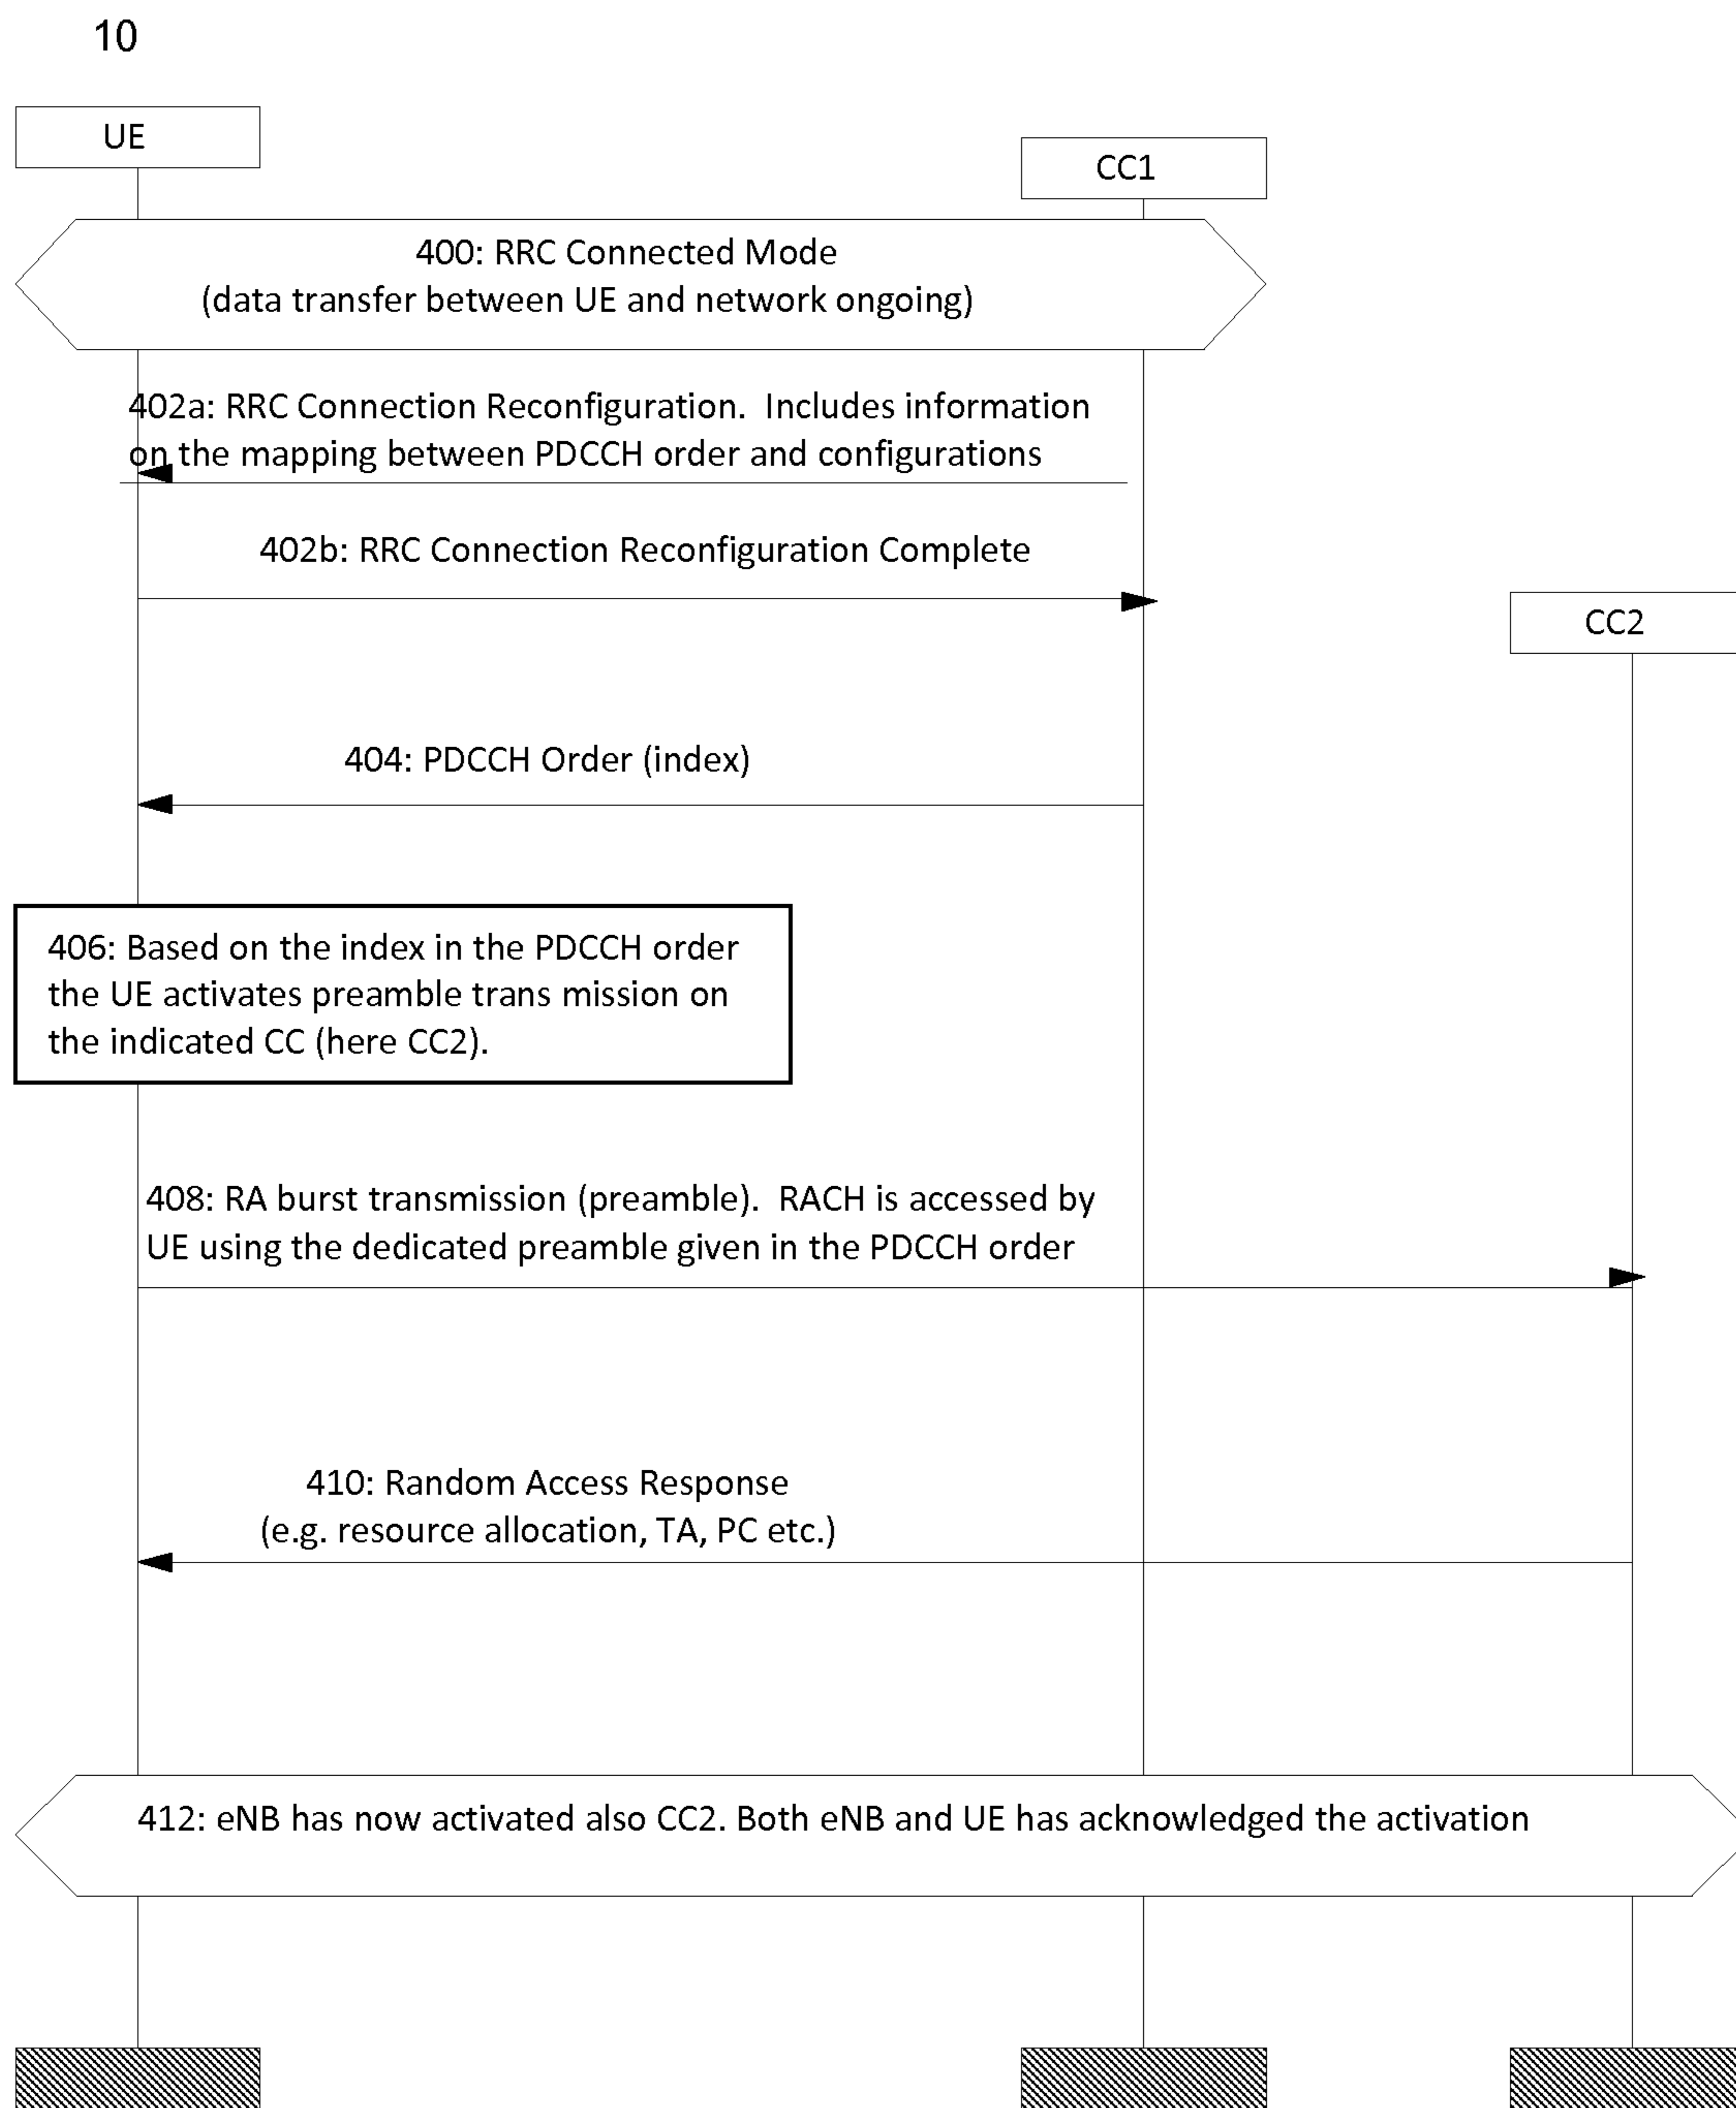 10
UE
CC1
400: RRC Connected Mode
(data transfer between UE and network ongoing)
402a: RRC Connection Reconfiguration.  Includes information
on the mapping between PDCCH order and configurations
402b: RRC Connection Reconfiguration Complete
CC2
404: PDCCH Order (index)
406: Based on the index in the PDCCH order
the UE activates preamble trans mission on
the indicated CC (here CC2).
408: RA burst transmission (preamble).  RACH is accessed by
UE using the dedicated preamble given in the PDCCH order
410: Random Access Response
(e.g. resource allocation, TA, PC etc.)
412: eNB has now activated also CC2. Both eNB and UE has acknowledged the activation